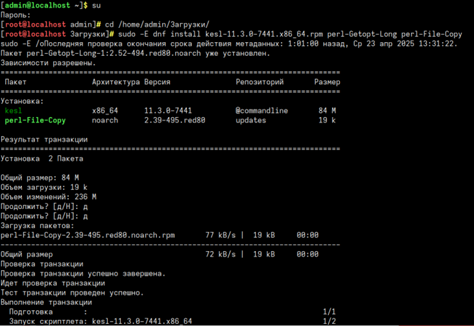 [admin@localhost ~]$ su
Пароль:
[root@localhost admin]# cd /home/admin/Загрузки/
[root@localhost Загрузки]# sudo -E dnf install kesl-11.3.0-7441.x86_64.rpm perl-Getopt-Long perl-File-Copy
sudo -E /oПоследняя проверка окончания срока действия метаданных: 1:01:00 назад, Ср 23 апр 2025 13:31:22.
Пакет perl-Getopt-Long-1:2.52-494.red80.noarch уже установлен.
Зависимости разрешены.
================================================================================
Пакет Архитектура Версия Репозиторий Размер
================================================================================
Установка:
kesl x86_64 11.3.0-7441 @commandline 84 M
perl-File-Copy noarch 2.39-495.red80 updates 19 k

Результат транзакции
================================================================================
Установка 2 Пакета

Общий размер: 84 M
Объем загрузки: 19 k
Объем изменений: 236 M
Продолжить? [д/Н]: д
Продолжить? [д/Н]: д
Загрузка пакетов:
perl-File-Copy-2.39-495.red80.noarch.rpm 77 kB/s | 19 kB 00:00
--------------------------------------------------------------------------------
Общий размер 72 kB/s | 19 kB 00:00
Проверка транзакции
Проверка транзакции успешно завершена.
Идет проверка транзакции
Тест транзакции проведен успешно.
Выполнение транзакции
Подготовка : 1/1
Запуск скриптлета: kesl-11.3.0-7441.x86_64 1/2